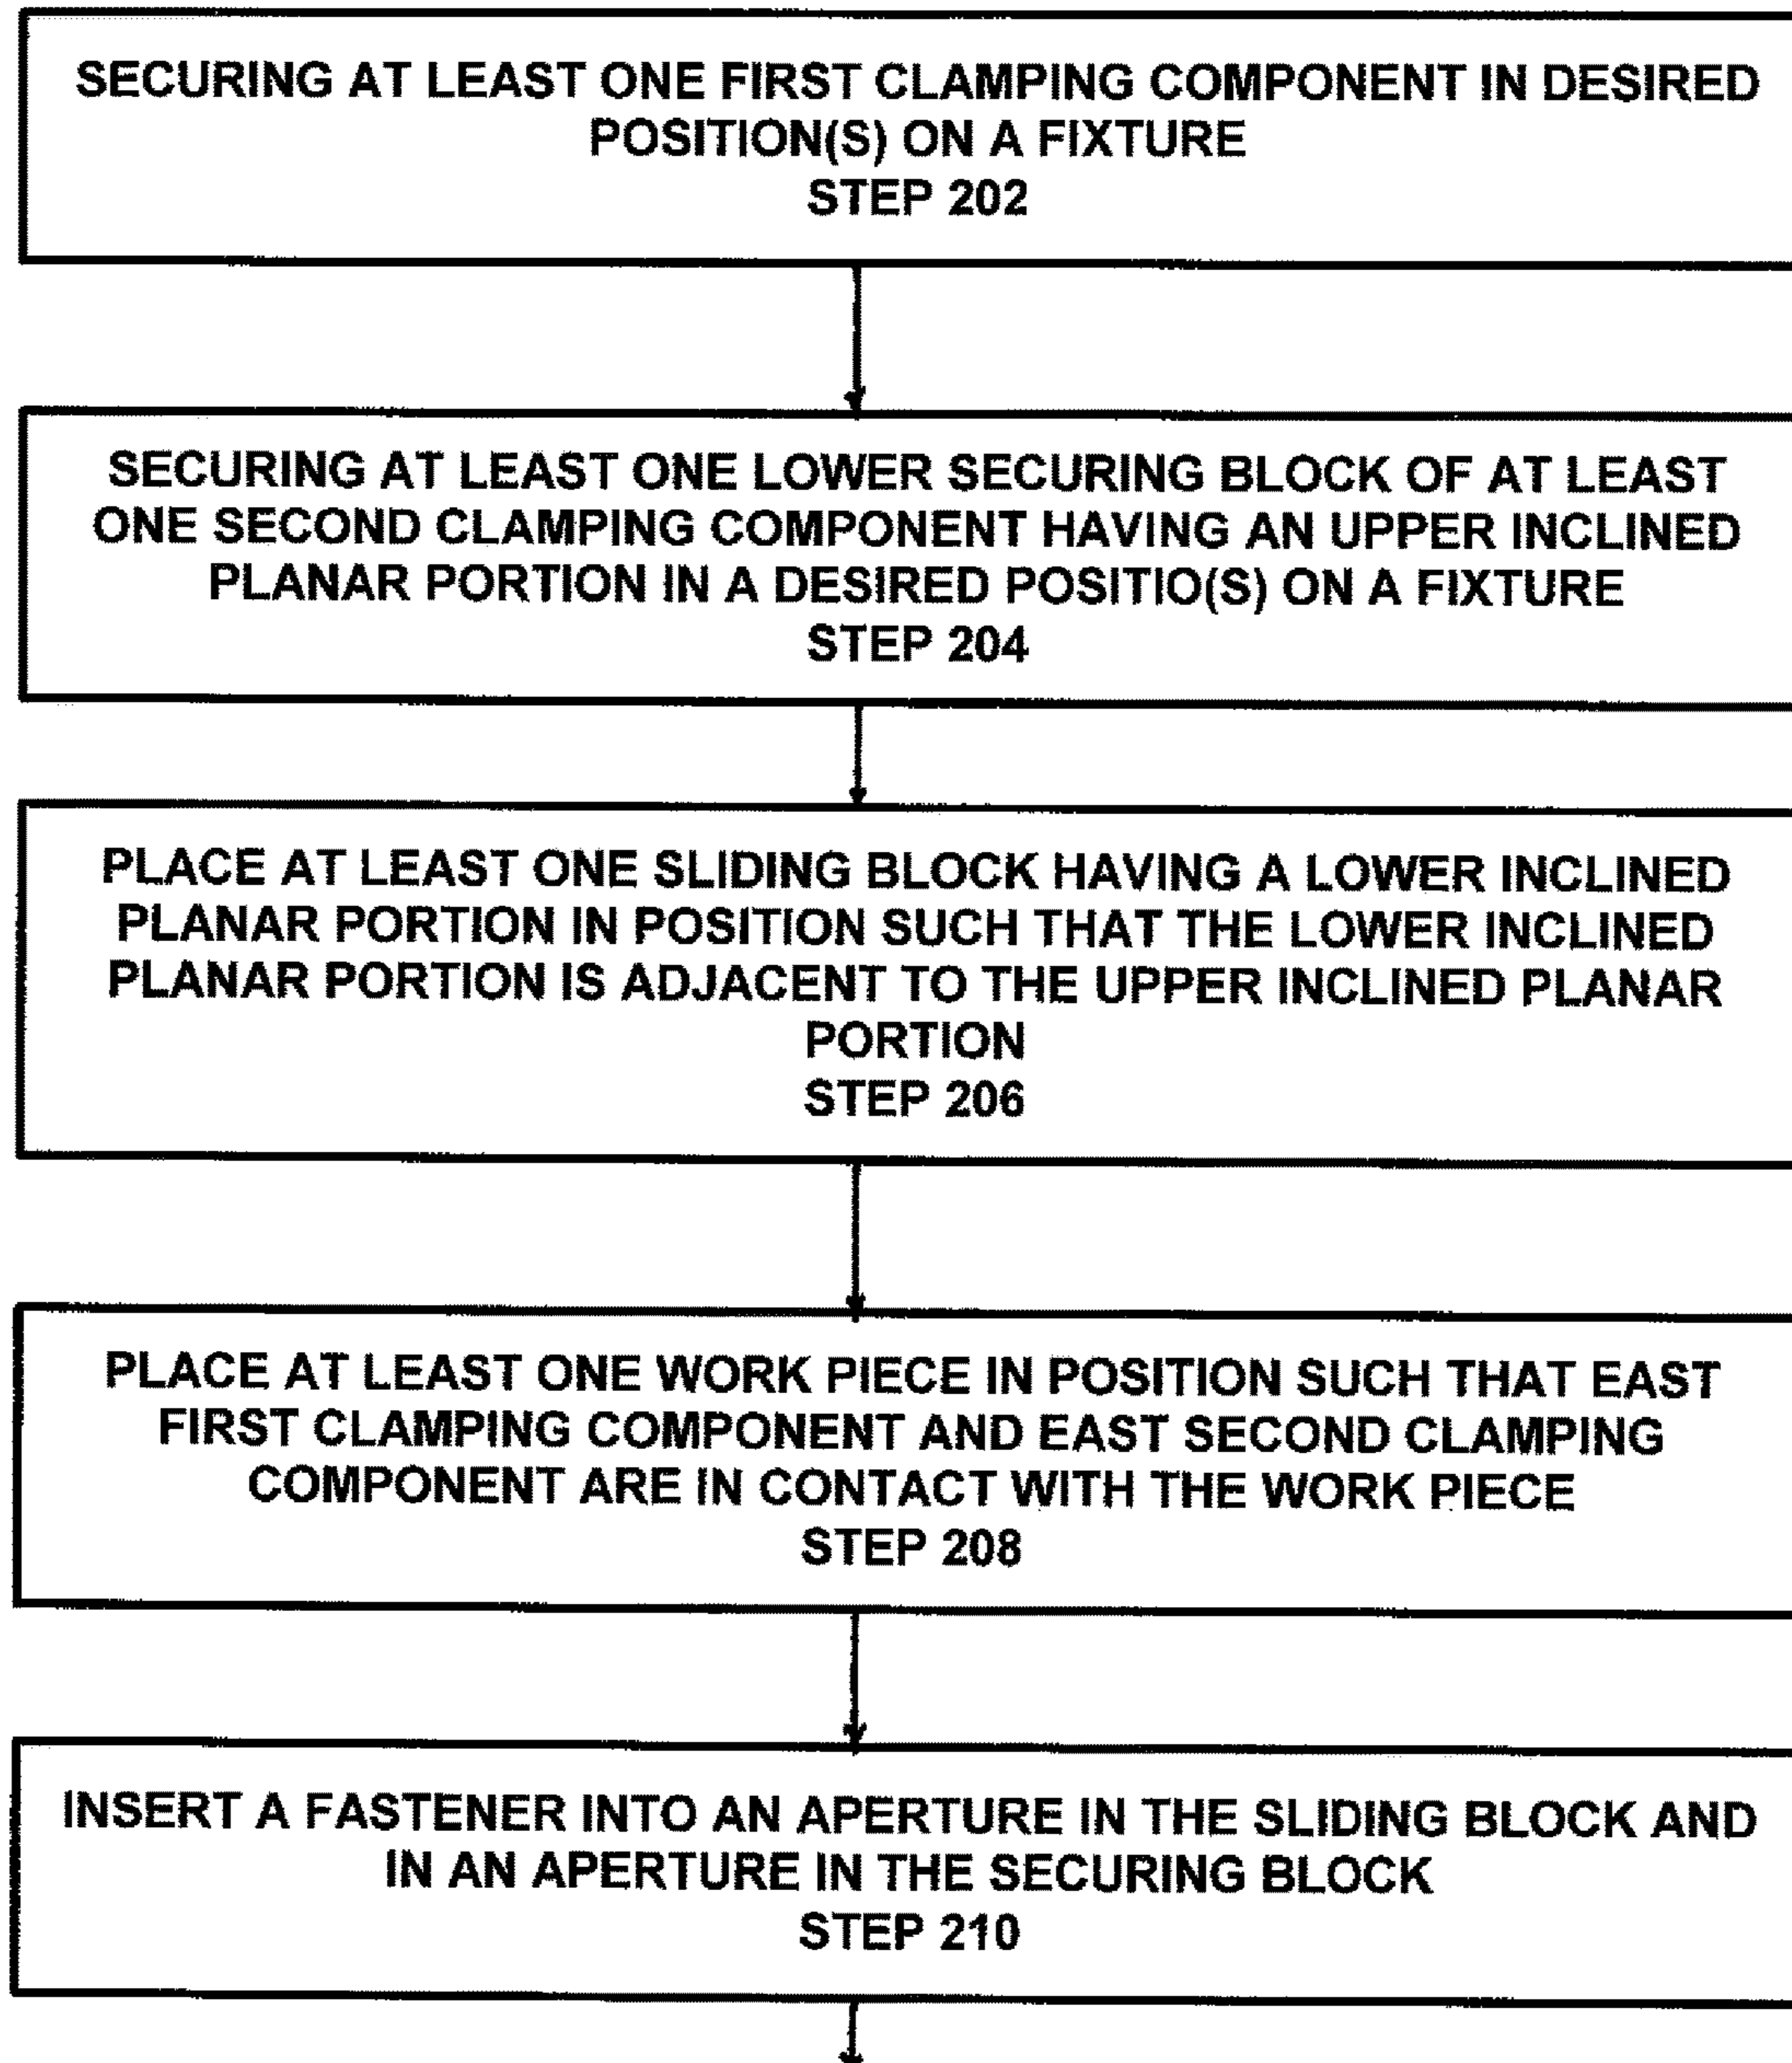 SECURING AT LEAST ONE FIRST CLAMPING COMPONENT IN DESIRED
POSITION(S) ON A FIXTURE
STEP 202
SECURING AT LEAST ONE LOWER SECURING BLOCK OF AT LEAST
ONE SECOND CLAMPING COMPONENT HAVING AN UPPER INCLINED
PLANAR PORTION IN A DESIRED POSITIO(S) ON A FIXTURE
STEP 204
PLACE AT LEAST ONE SLIDING BLOCK HAVING A LOWER INCLINED
PLANAR PORTION IN POSITION SUCH THAT THE LOWER INCLINED
PLANAR PORTION IS ADJACENT TO THE UPPER INCLINED PLANAR
PORTION
STEP 206
PLACE AT LEAST ONE WORK PIECE IN POSITION SUCH THAT EAST
FIRST CLAMPING COMPONENT AND EAST SECOND CLAMPING
COMPONENT ARE IN CONTACT WITH THE WORK PIECE
STEP 208
INSERT A FASTENER INTO AN APERTURE IN THE SLIDING BLOCK AND
IN AN APERTURE IN THE SECURING BLOCK
STEP 210